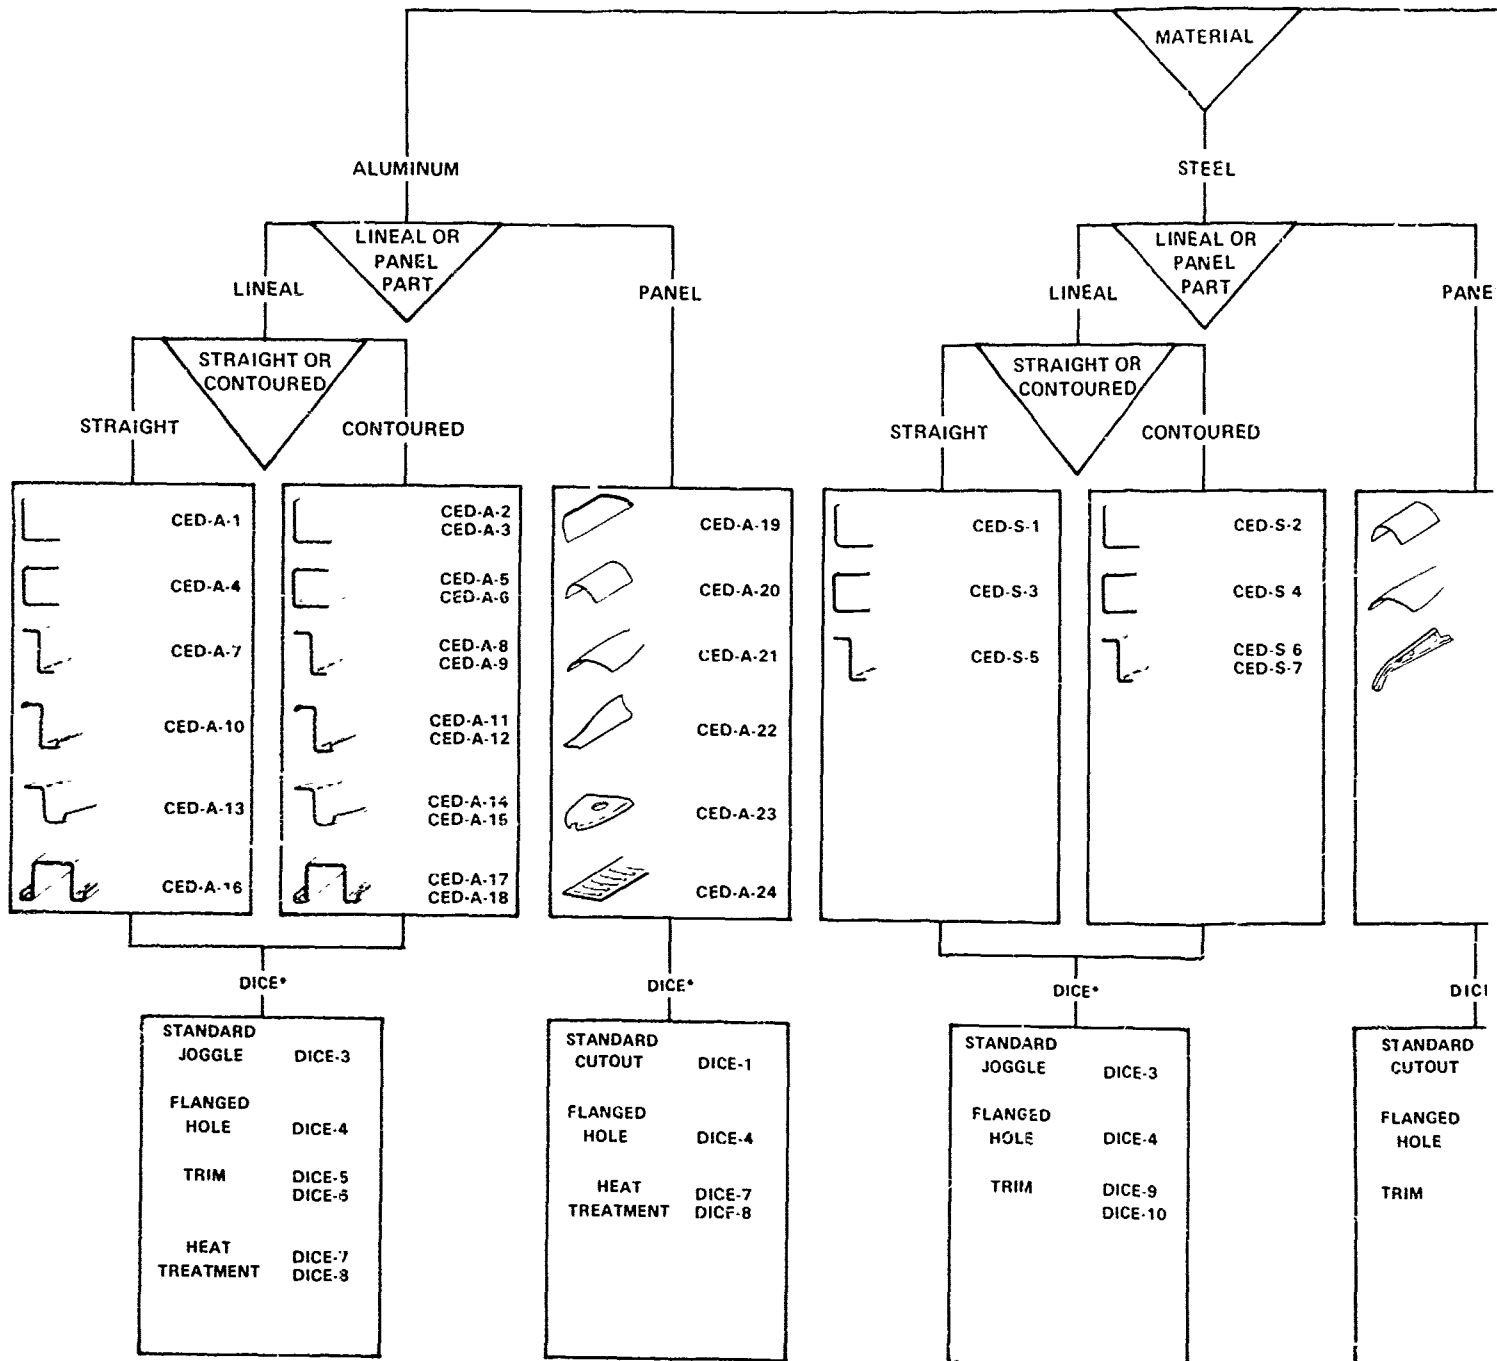 MATERIAL
ALUMINUM
STEEL
LINEAL OR
PANEL
PART
LINEAL
PANEL
LINEAL OR
PANEL
PART
LINEAL
PANE
STRAIGHT OR
CONTOURED
STRAIGHT
CONTOURED
STRAIGHT OR
CONTOURED
STRAIGHT
CONTOURED
CED-A-1
CED-A-4
CED-A-7
CED-A-10
CED-A-13
CED-A-16
CED-A-2
CED-A-3
CED-A-5
CED-A-6
CED-A-8
CED-A-9
CED-A-11
CED-A-12
CED-A-14
CED-A-15
CED-A-17
CED-A-18
CED-A-19
CED-A-20
CED-A-21
CED-A-22
CED-A-23
CED-A-24
CED-S-1
CED-S-3
CED-S-5
CED-S-2
CED-S 4
CED-S 6
CED-S-7
DICE*
STANDARD
JOGGLE DICE-3
FLANGED
HOLE DICE-4
TRIM DICE-5
DICE-6
HEAT
TREATMENT DICE-7
DICE-8
DICE*
STANDARD
CUTOUT DICE-1
FLANGED
HOLE DICE-4
HEAT
TREATMENT DICE-7
DICE-8
DICE*
STANDARD
JOGGLE DICE-3
FLANGED
HOLE DICE-4
TRIM DICE-9
DICE-10
DICE
STANDARD
CUTOUT
FLANGED
HOLE
TRIM